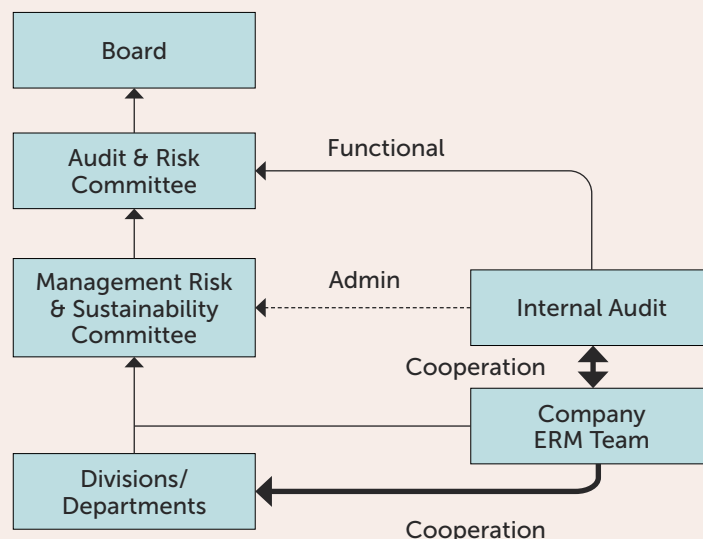 Board
Audit & Risk
Committee
Functional
Management Risk
& Sustainability
Committee
Admin
Internal Audit
Cooperation
Company
ERM Team
Divisions/
Departments
Cooperation